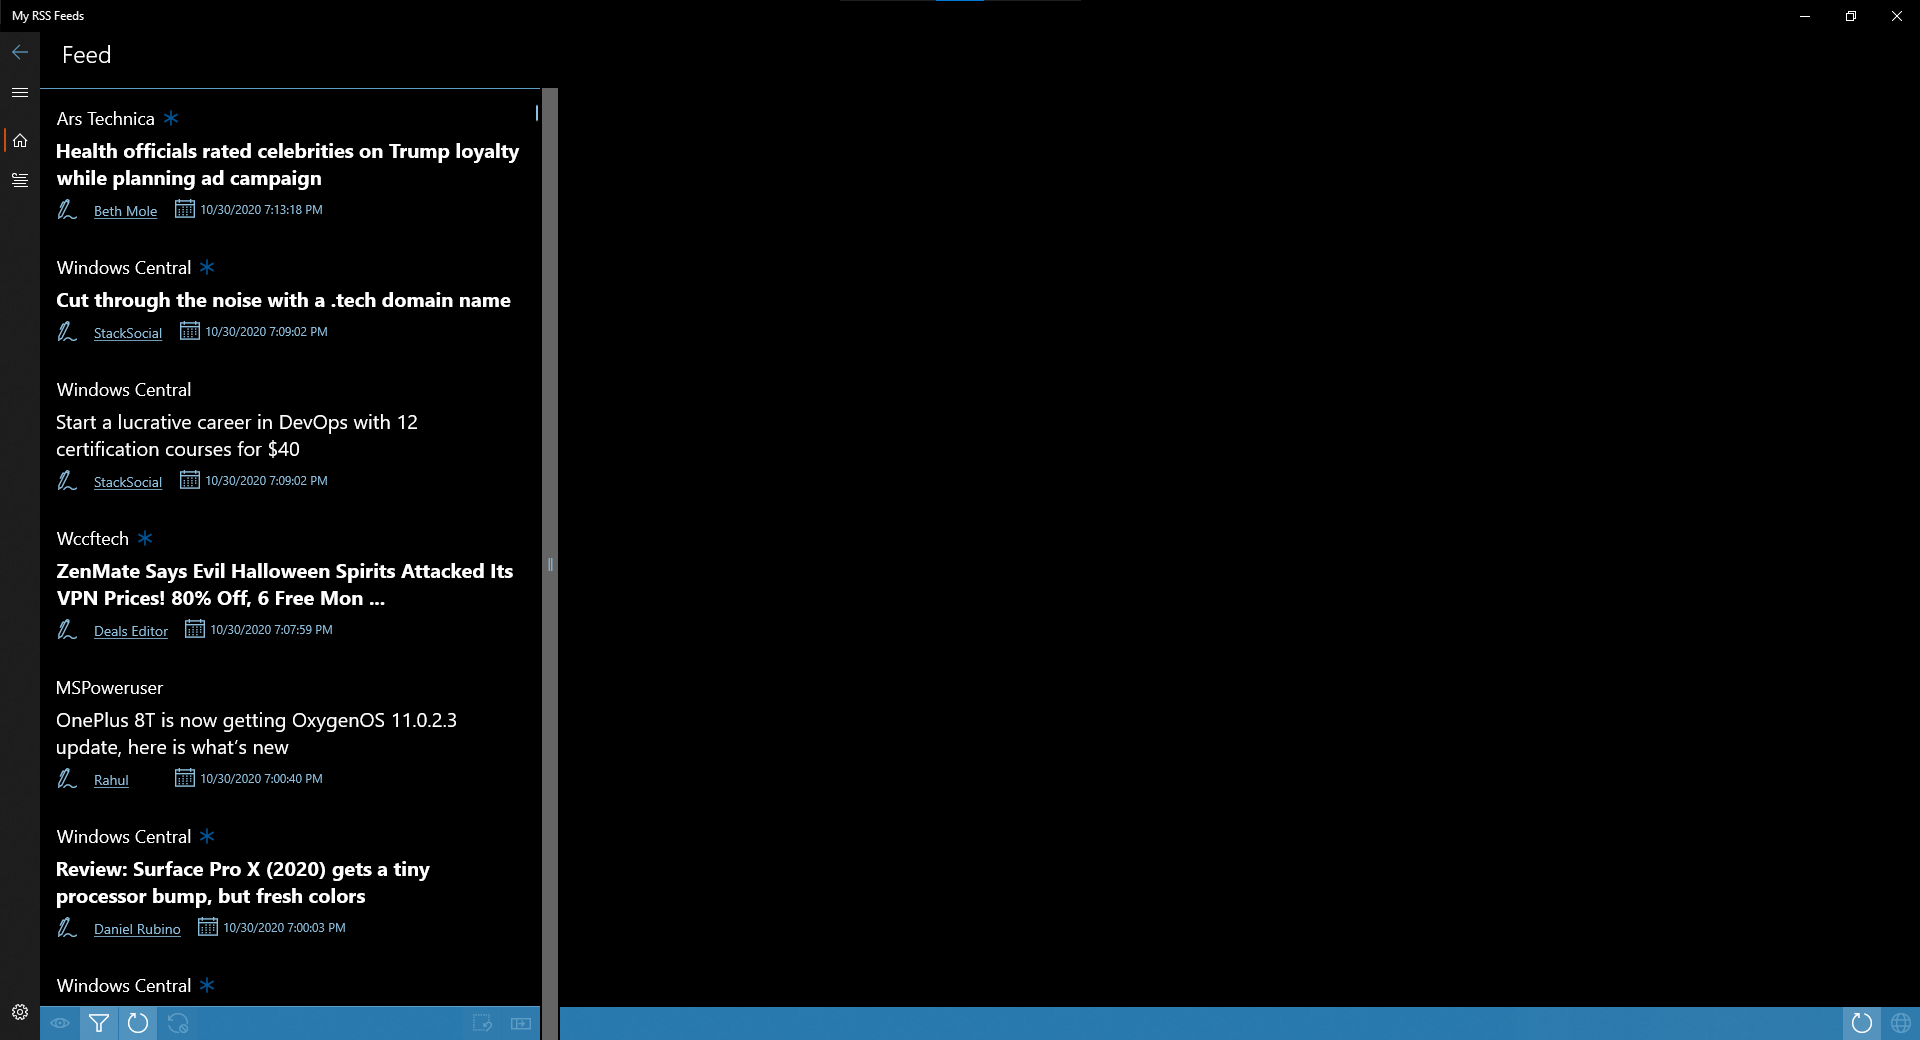 My RSS Feeds
Feed
Ars Technica
Health officials rated celebrities on Trump loyalty
while planning ad campaign
Beth Mole 10/30/2020 7:13:18 PM
Windows Central
Cut through the noise with a .tech domain name
StackSocial 10/30/2020 7:09:02 PM
Windows Central
Start a lucrative career in DevOps with 12
certification courses for $40
StackSocial 10/30/2020 7:09:02 PM
Wccftech
ZenMate Says Evil Halloween Spirits Attacked Its
VPN Prices! 80% Off, 6 Free Mon ...
Deals Editor 10/30/2020 7:07:59 PM
MSPoweruser
OnePlus 8T is now getting OxygenOS 11.0.2.3
update, here is what’s new
Rahul 10/30/2020 7:00:40 PM
Windows Central
Review: Surface Pro X (2020) gets a tiny
processor bump, but fresh colors
Daniel Rubino 10/30/2020 7:00:03 PM
Windows Central